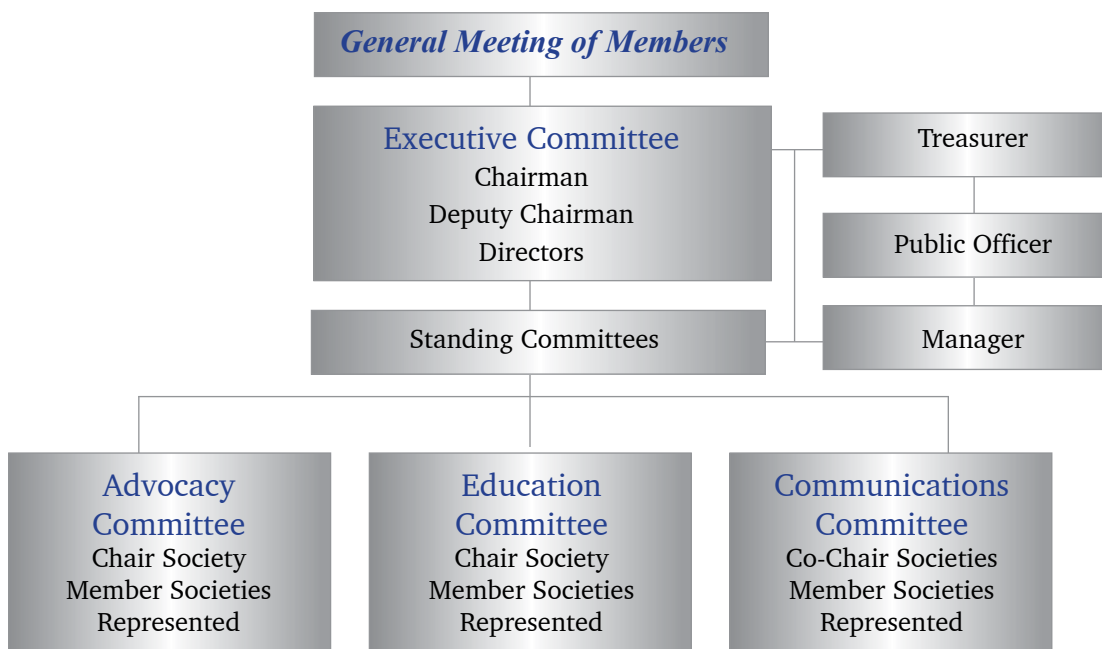 General Meeting of Members
Executive Committee
Chairman
Deputy Chairman
Directors
Treasurer
Public Officer
Manager
Standing Committees
Advocacy
Committee
Chair Society
Member Societies
Represented
Education
Committee
Chair Society
Member Societies
Represented
Communications
Committee
Co-Chair Societies
Member Societies
Represented